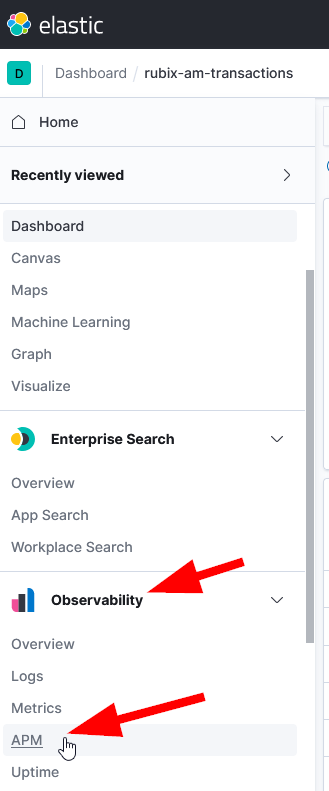 elastic
D Dashboard / rubix-am-transactions
Home
Recently viewed
Dashboard
Canvas
Maps
Machine Learning
Graph
Visualize
Enterprise Search
Overview
App Search
Workplace Search
Observability
Overview
Logs
Metrics
APM
Uptime